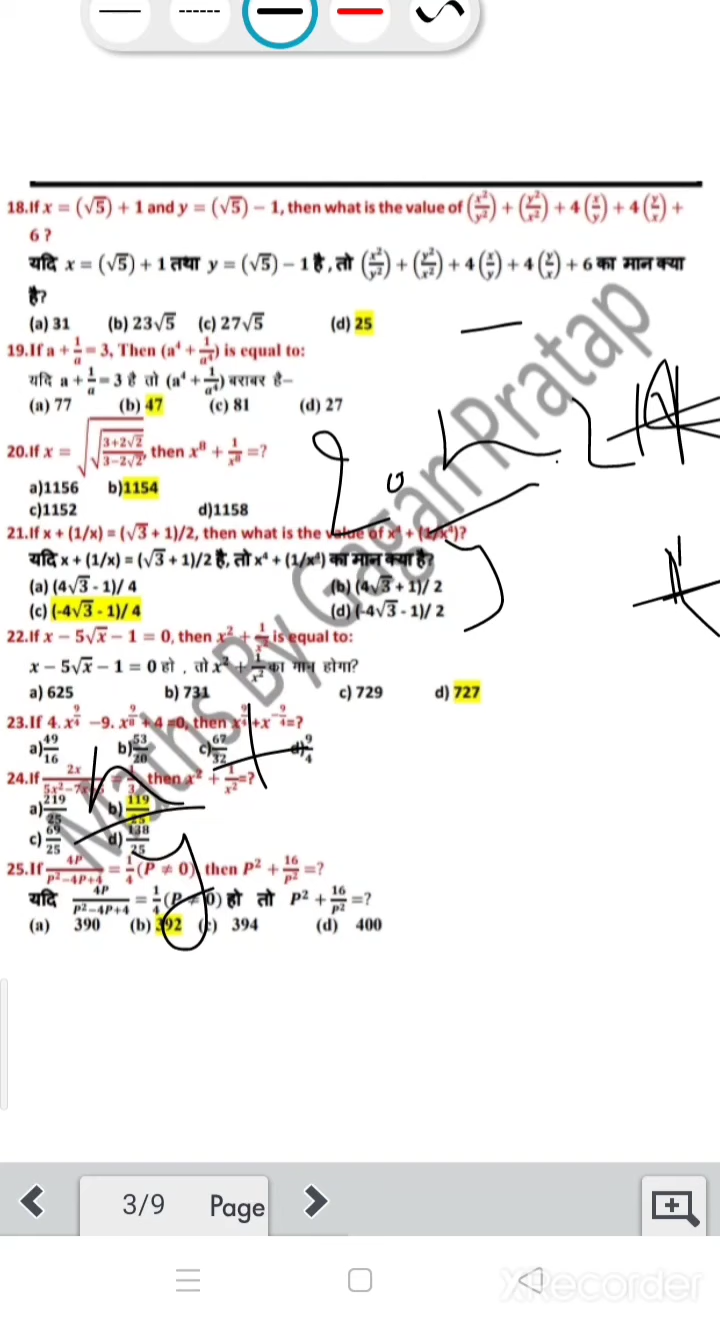 18.If x = (√5) + 1 and y = (√5) − 1, then what is the value of (x²/y²) + (y²/x²) + 4 (x/y) + 4 (y/x) +
6 ?
यदि x = (√5) + 1 तथा y = (√5) − 1 है , तो (x²/y²) + (y²/x²) + 4 (x/y) + 4 (y/x) + 6 का मान क्या
है?
(a) 31 (b) 23√5 (c) 27√5 (d) 25
19.If a + 1/a = 3, Then (a⁴ + 1/a⁴) is equal to:
यदि a + 1/a = 3 है तो (a⁴ + 1/a⁴) बराबर है–
(a) 77 (b) 47 (c) 81 (d) 27
20.If x = √(√((3+2√2)/(3−2√2))), then x⁸ + 1/x⁸ =?
a)1156 b)1154
c)1152 d)1158
21.If x + (1/x) = (√3 + 1)/2, then what is the value of x⁴ + (1/x⁴)?
यदि x + (1/x) = (√3 + 1)/2 है, तो x⁴ + (1/x⁴) का मान क्या है?
(a) (4√3 - 1)/ 4 (b) (4√3 + 1)/ 2
(c) (-4√3 - 1)/ 4 (d) (-4√3 - 1)/ 2
22.If x − 5√x − 1 = 0, then x² + 1/x² is equal to:
x − 5√x − 1 = 0 हो , तो x² + 1/x² का मान होगा?
a) 625 b) 731 c) 729 d) 727
23.If 4. x^(9/4) −9. x^(9/8) + 4 =0, then x^(9/4)+x^(−9/4)=?
a)49/16 b)53/20 c)67/32 d)9/4
24.If 2x/ = 1/3, then x² + 1/x²=?
a)219/25 b)119/25
c)69/25 d)138/25
25.If 4P/(P²−4P+4) = 1/4 (P ≠ 0), then P² + 16/P² =?
यदि 4P/(P²−4P+4) = 1/4 (P ≠ 0) हो तो P² + 16/P² =?
(a) 390 (b) 392 (c) 394 (d) 400
Maths By Gagan Pratap
3/9 Page
XRecorder